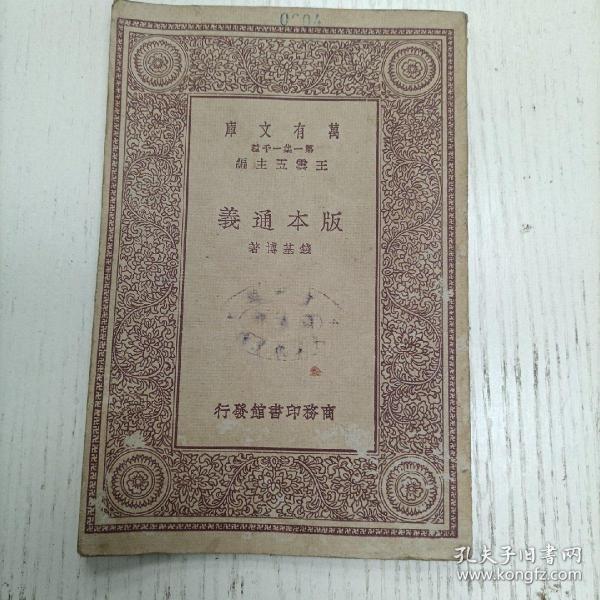 4030
庫文有萬
種千一集一第
編主五雲王
義通本版
著博基錢
行發館書印務商
孔夫子旧书网
www.kongfz.com